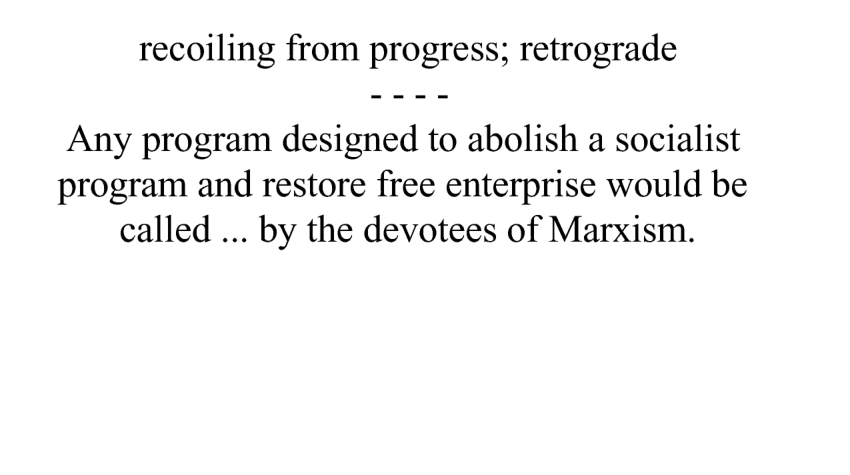 recoiling from progress; retrograde
- - - -
Any program designed to abolish a socialist
program and restore free enterprise would be
called ... by the devotees of Marxism.